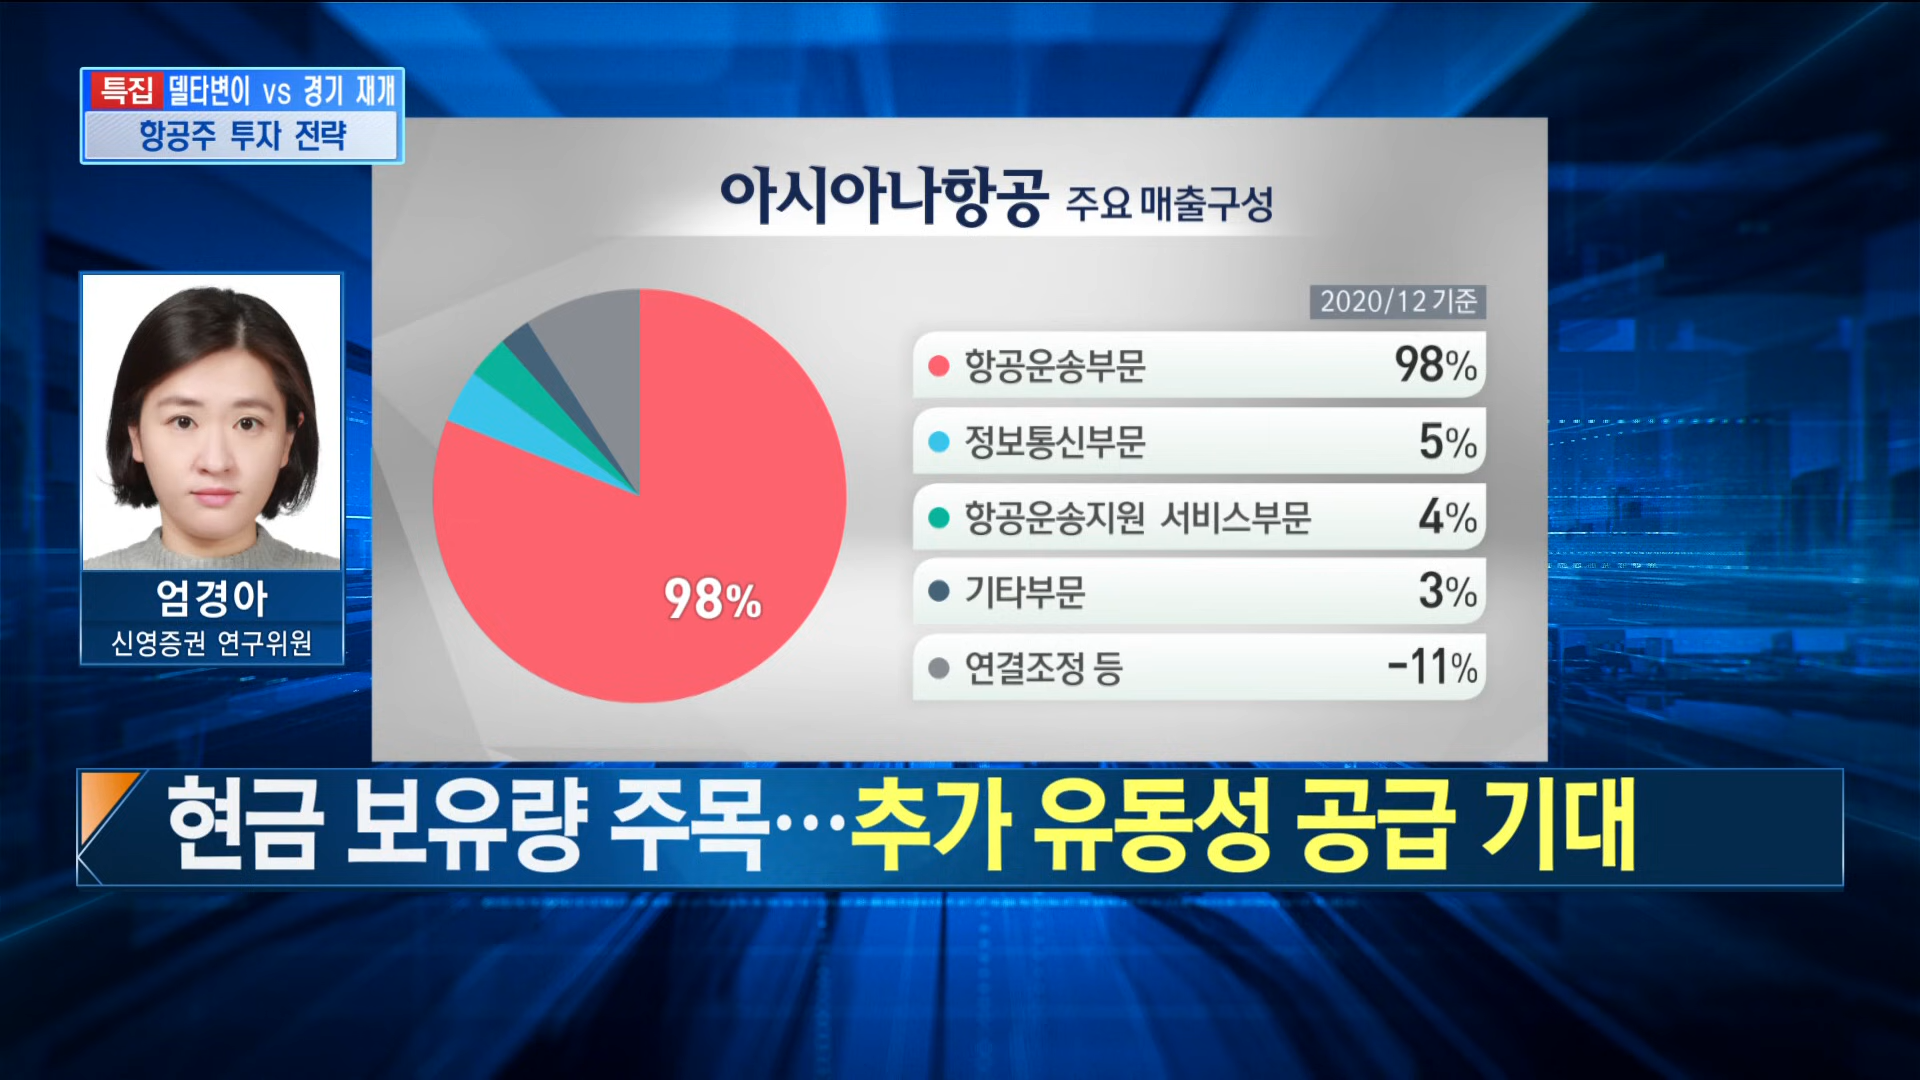 특집 델타변이 vs 경기 재개
항공주 투자 전략
아시아나항공 주요 매출구성
2020/12 기준
항공운송부문 98%
정보통신부문 5%
항공운송지원 서비스부문 4%
기타부문 3%
연결조정 등 -11%
98%
엄경아
신영증권 연구위원
현금 보유량 주목…추가 유동성 공급 기대